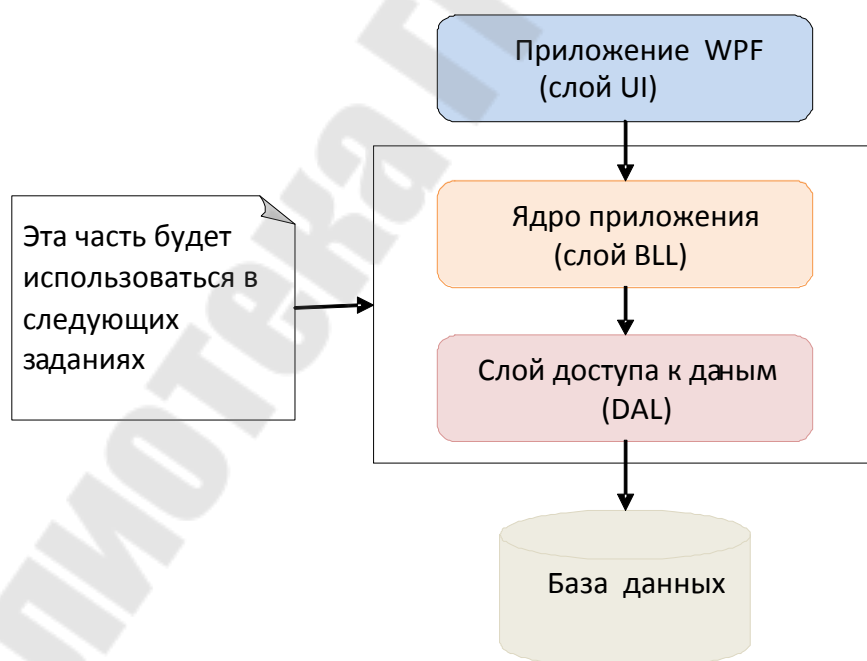 Приложение WPF
(слой UI)
Эта часть будет
использоваться в
следующих
заданиях
Ядро приложения
(слой BLL)
Слой доступа к даным
(DAL)
База данных